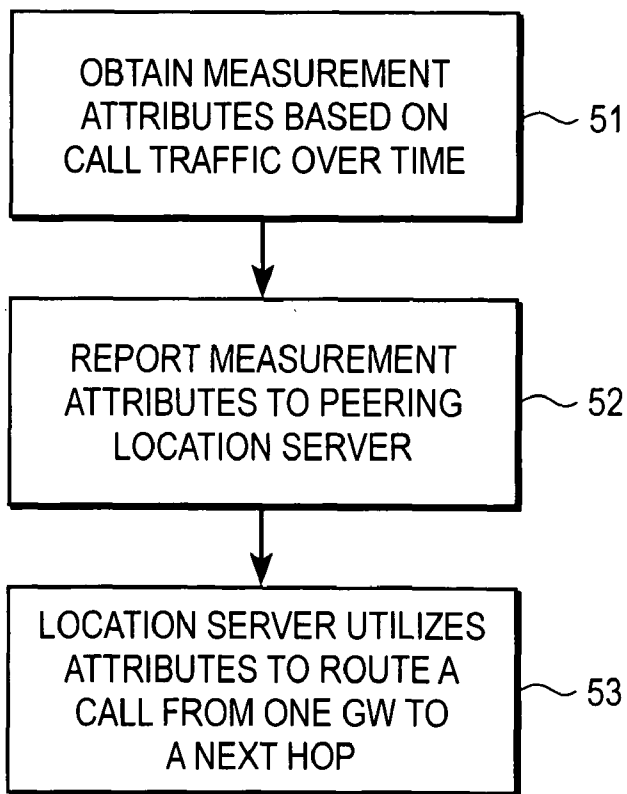 OBTAIN MEASUREMENT
ATTRIBUTES BASED ON
CALL TRAFFIC OVER TIME
51
REPORT MEASUREMENT
ATTRIBUTES TO PEERING
LOCATION SERVER
52
LOCATION SERVER UTILIZES
ATTRIBUTES TO ROUTE A
CALL FROM ONE GW TO
A NEXT HOP
53